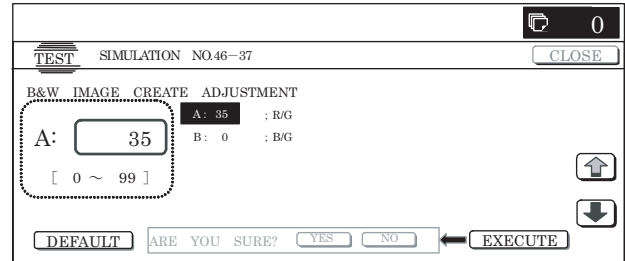 0
TEST SIMULATION NO.46-37 CLOSE
B&W IMAGE CREATE ADJUSTMENT
A: 35 ; R/G
B: 0 ; B/G
A: 35
[ 0 ～ 99 ]
DEFAULT ARE YOU SURE? YES NO EXECUTE